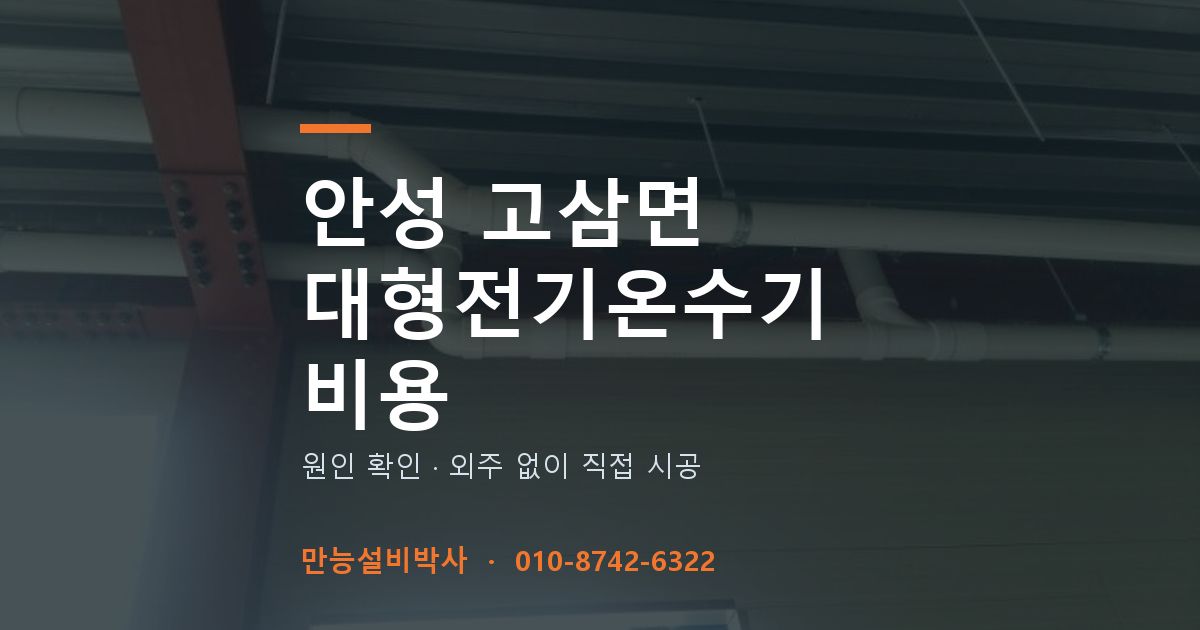 안성 고삼면
대형전기온수기
비용
원인 확인 · 외주 없이 직접 시공
만능설비박사 · 010-8742-6322